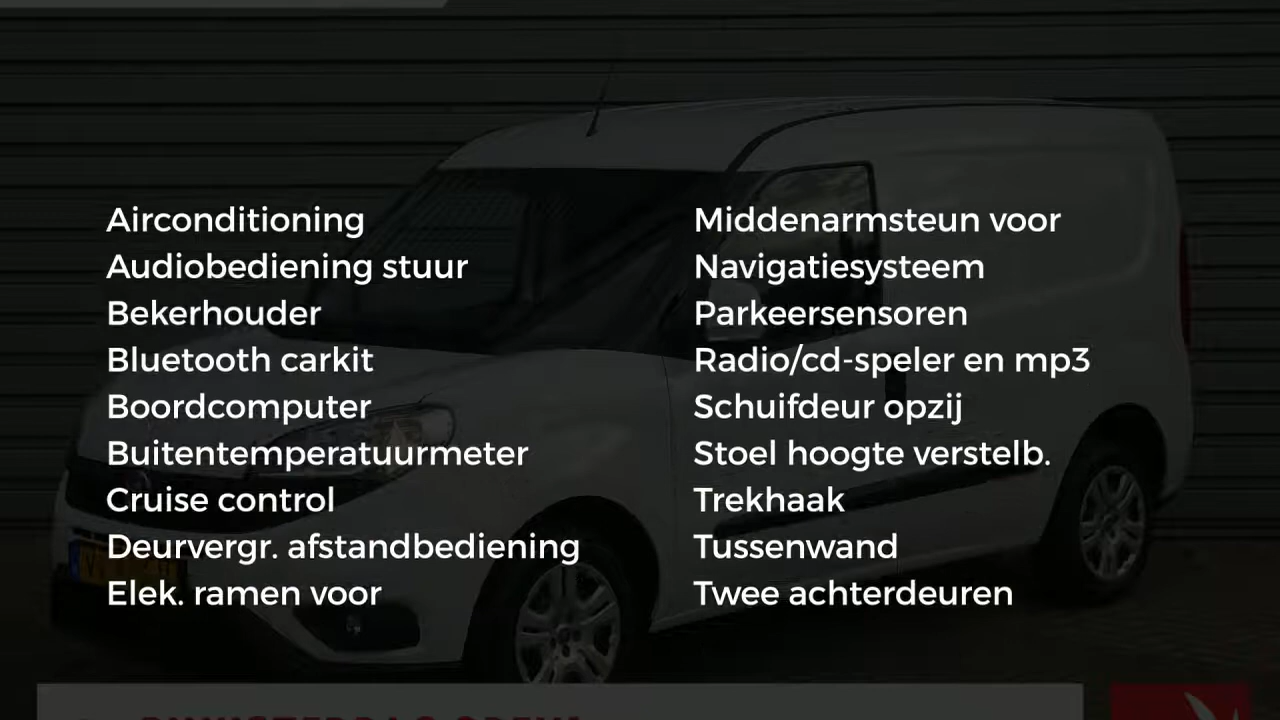 Airconditioning
Audiobediening stuur
Bekerhouder
Bluetooth carkit
Boordcomputer
Buitentemperatuurmeter
Cruise control
Deurvergr. afstandbediening
Elek. ramen voor
Middenarmsteun voor
Navigatiesysteem
Parkeersensoren
Radio/cd-speler en mp3
Schuifdeur opzij
Stoel hoogte verstelb.
Trekhaak
Tussenwand
Twee achterdeuren